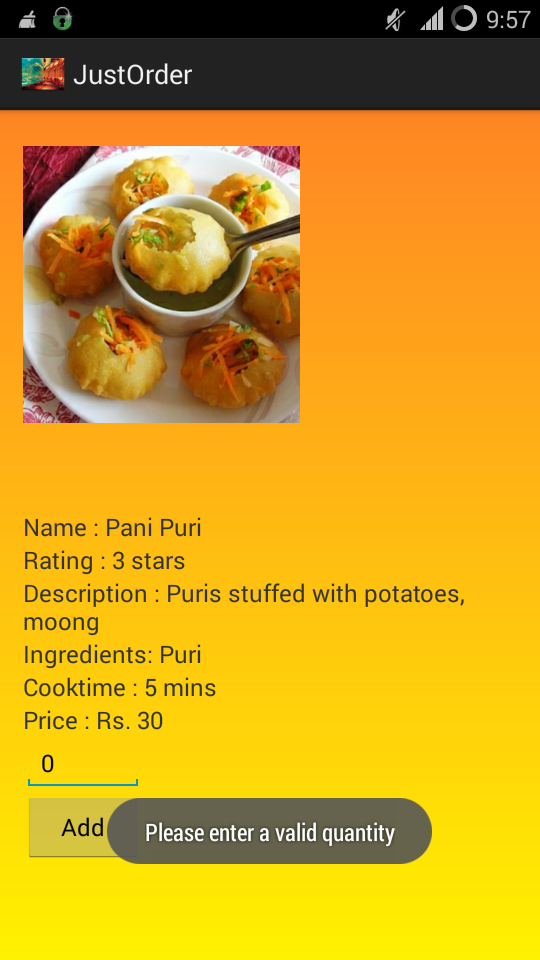 9:57
JustOrder
Name : Pani Puri
Rating : 3 stars
Description : Puris stuffed with potatoes,
moong
Ingredients: Puri
Cooktime : 5 mins
Price : Rs. 30
0
Add
Please enter a valid quantity